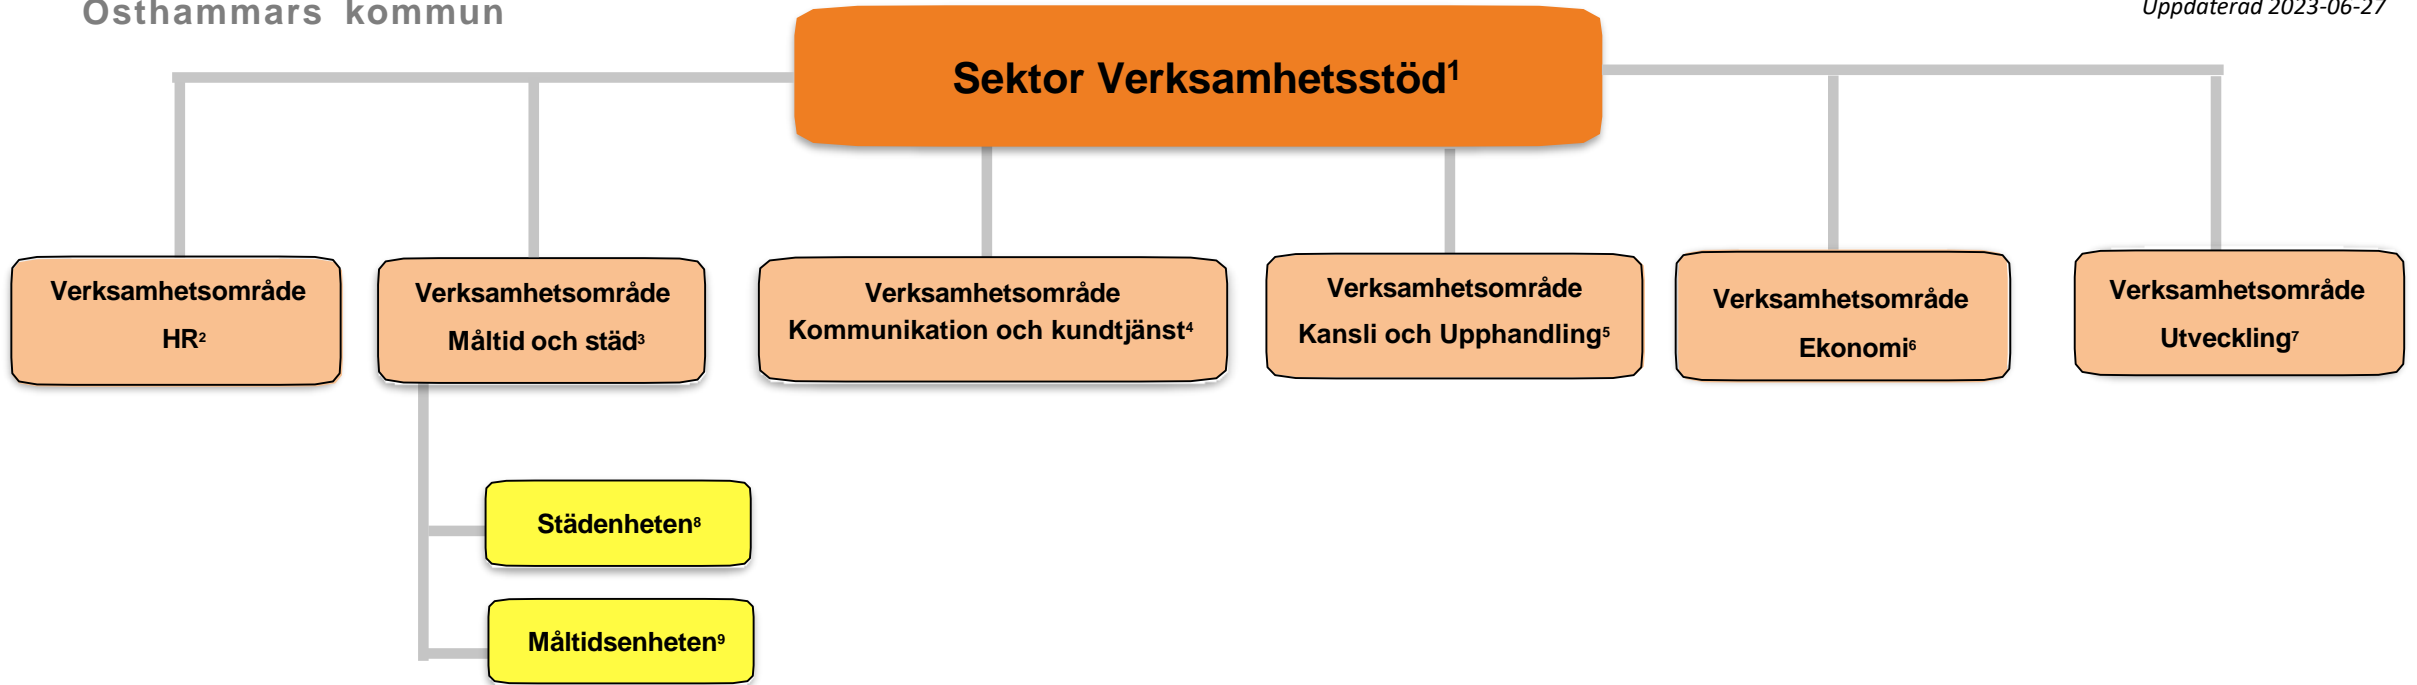 Östhammars kommun
Uppdaterad 2023-06-27
Sektor Verksamhetsstöd¹
Verksamhetsområde
HR²
Verksamhetsområde
Måltid och städ³
Verksamhetsområde
Kommunikation och kundtjänst⁴
Verksamhetsområde
Kansli och Upphandling⁵
Verksamhetsområde
Ekonomi⁶
Verksamhetsområde
Utveckling⁷
Städenheten⁸
Måltidsenheten⁹